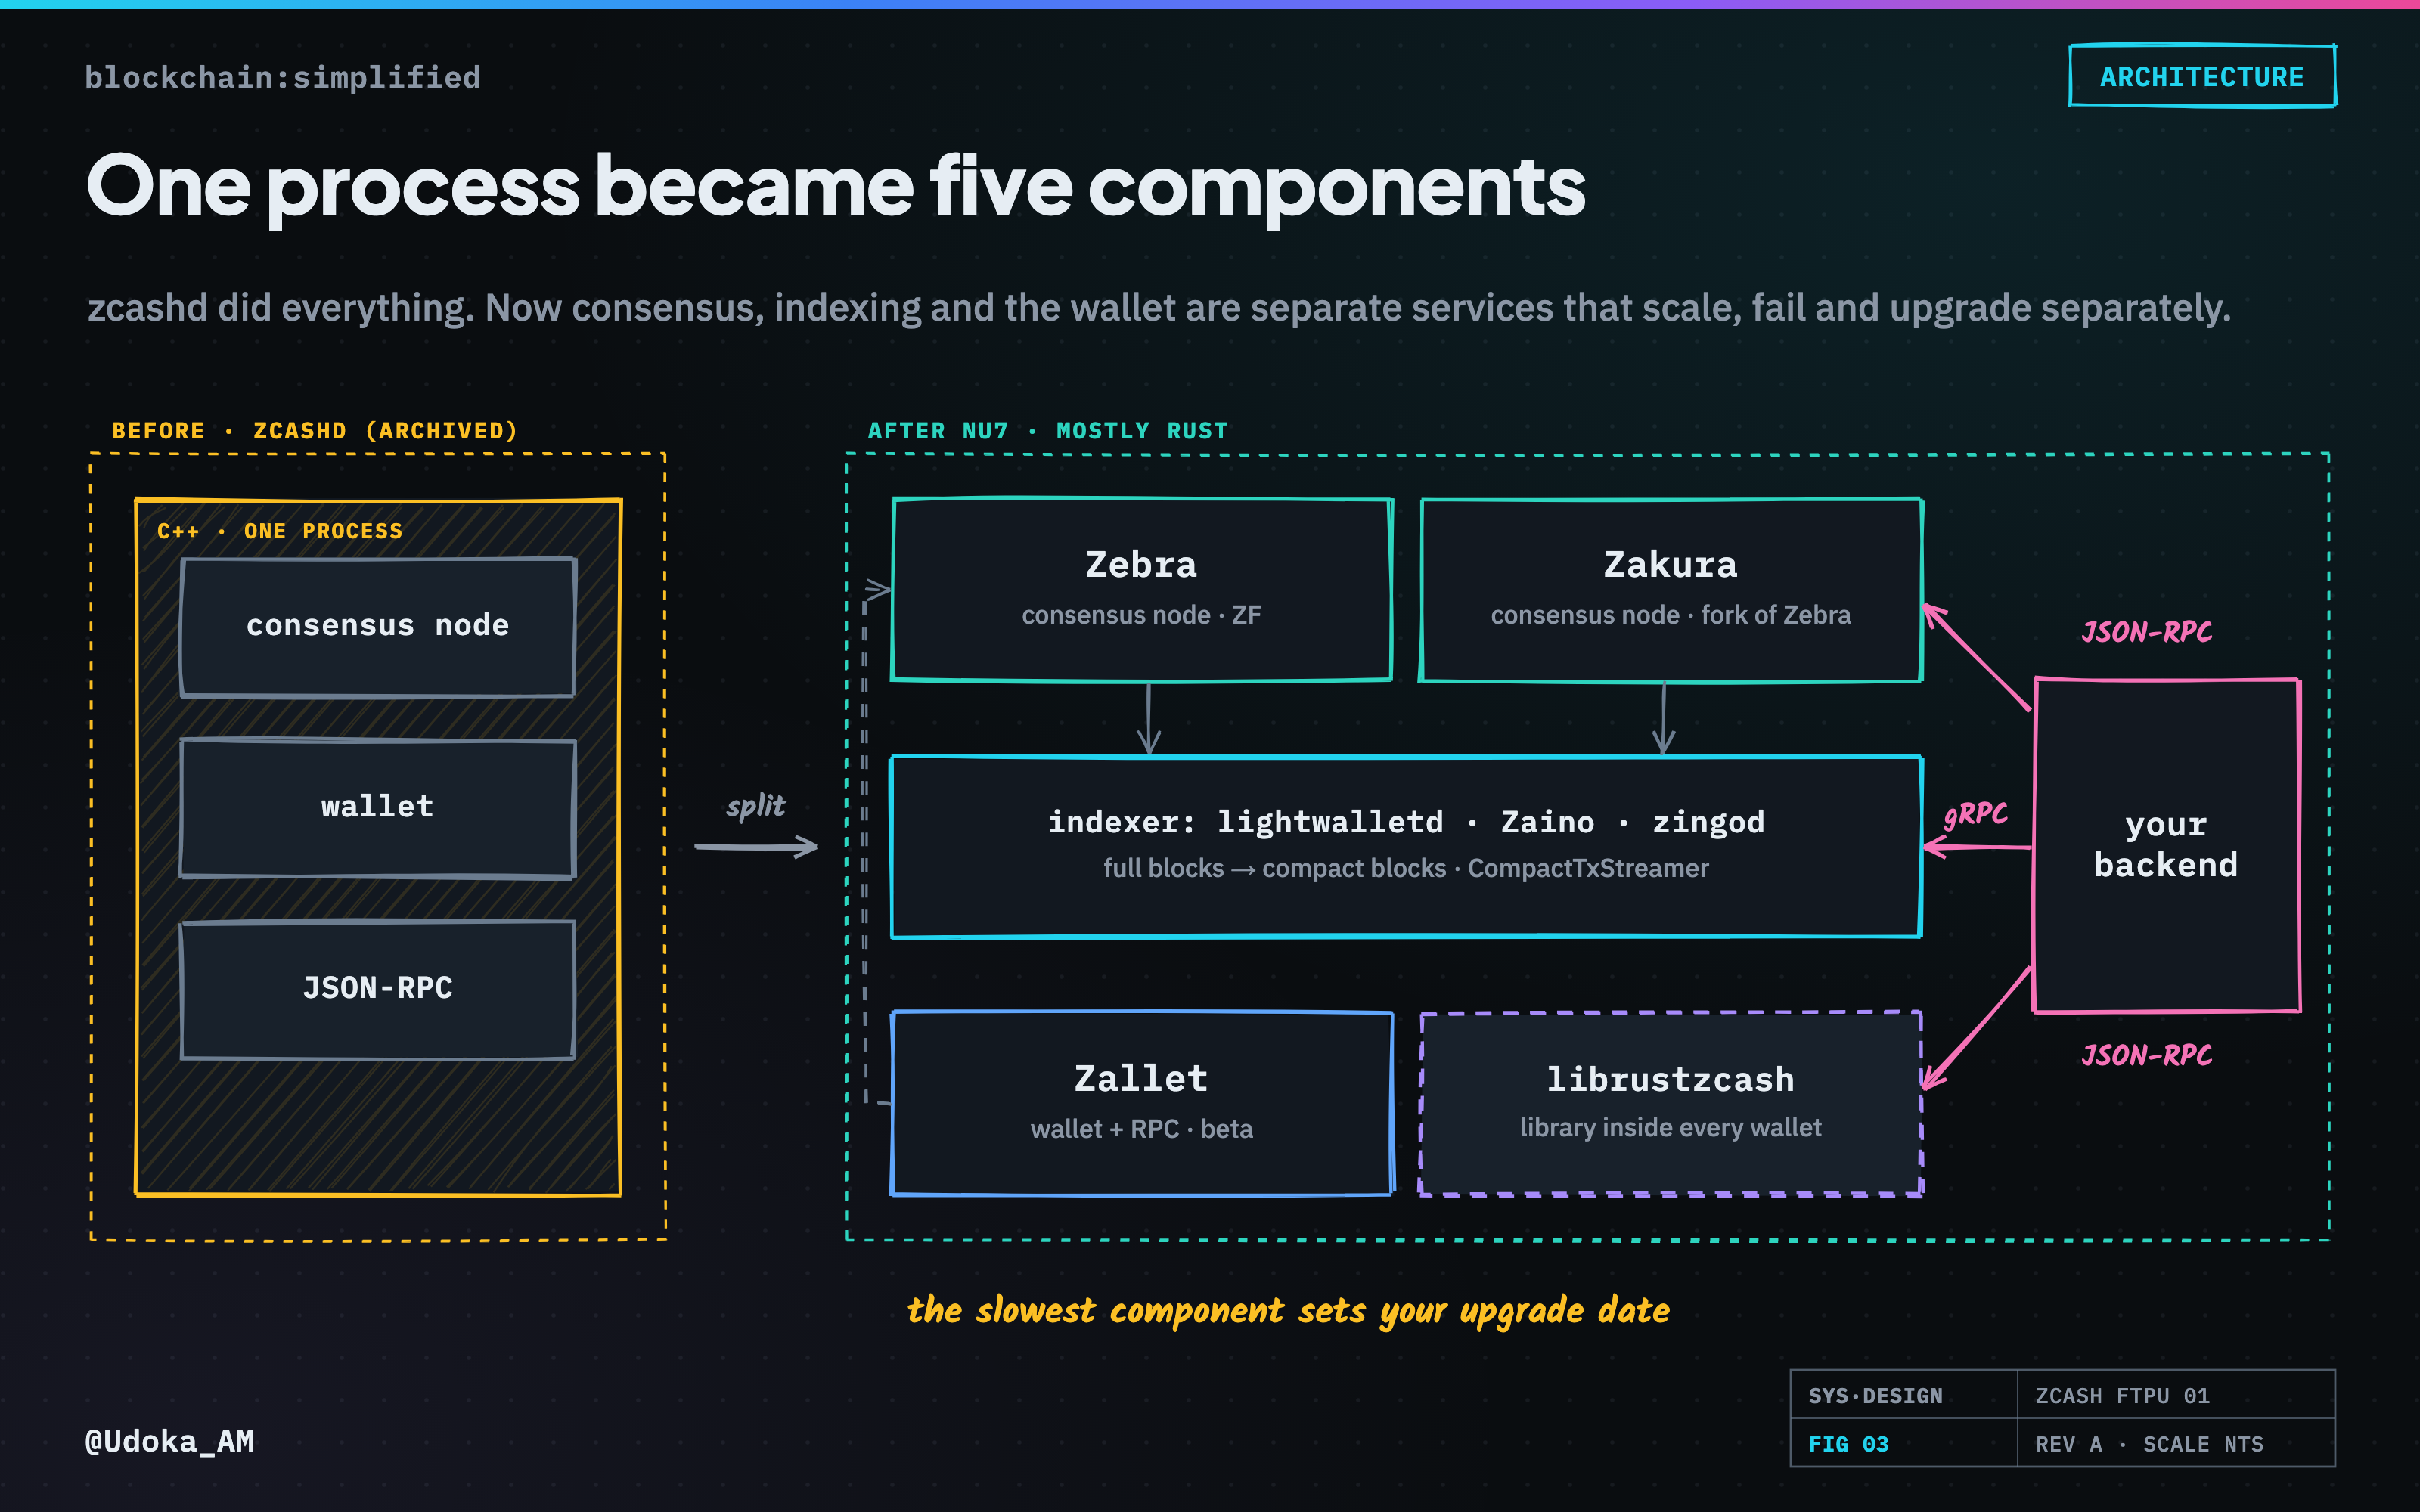 blockchain:simplified
ARCHITECTURE
One process became five components
zcashd did everything. Now consensus, indexing and the wallet are separate services that scale, fail and upgrade separately.
BEFORE · ZCASHD (ARCHIVED)
C++ · ONE PROCESS
consensus node
wallet
JSON-RPC
split
AFTER NU7 · MOSTLY RUST
Zebra
consensus node · ZF
Zakura
consensus node · fork of Zebra
JSON-RPC
indexer: lightwalletd · Zaino · zingod
full blocks → compact blocks · CompactTxStreamer
gRPC
your
backend
Zallet
wallet + RPC · beta
librustzcash
library inside every wallet
JSON-RPC
the slowest component sets your upgrade date
@Udoka_AM
SYS·DESIGN
ZCASH FTPU 01
FIG 03
REV A · SCALE NTS